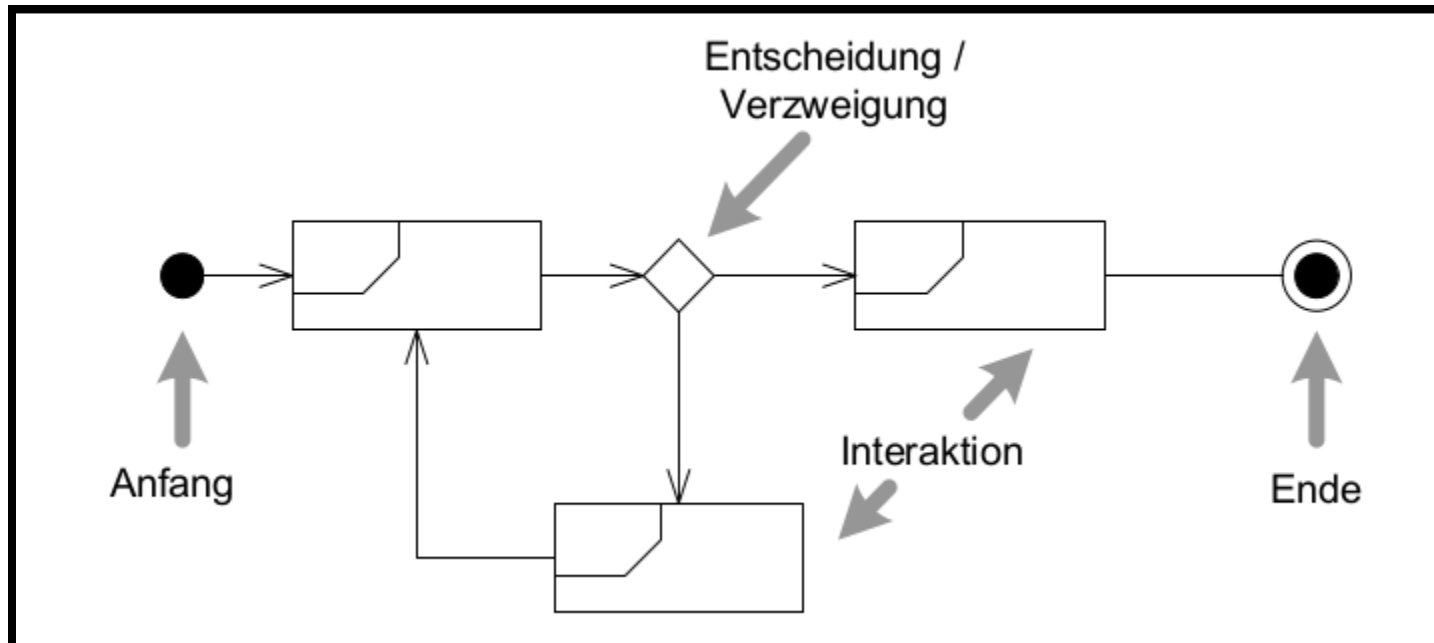 Entscheidung /
Verzweigung
Interaktion
Anfang
Ende